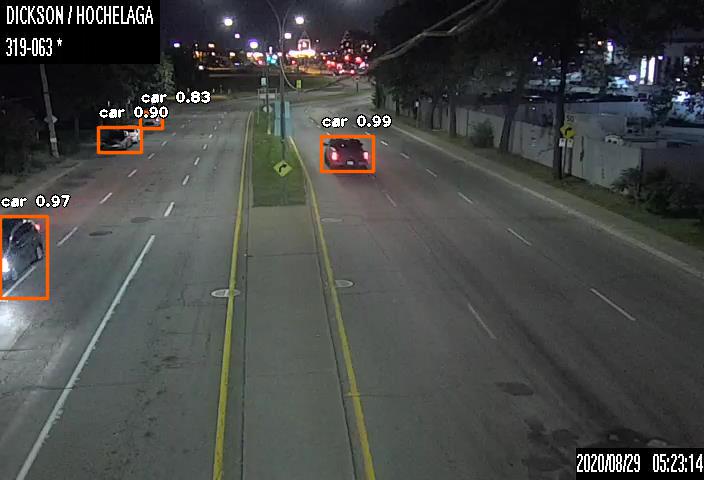 DICKSON / HOCHELAGA
319-063 *
car 0.83
car 0.90
car 0.99
car 0.97
2020/08/29 05:23:14